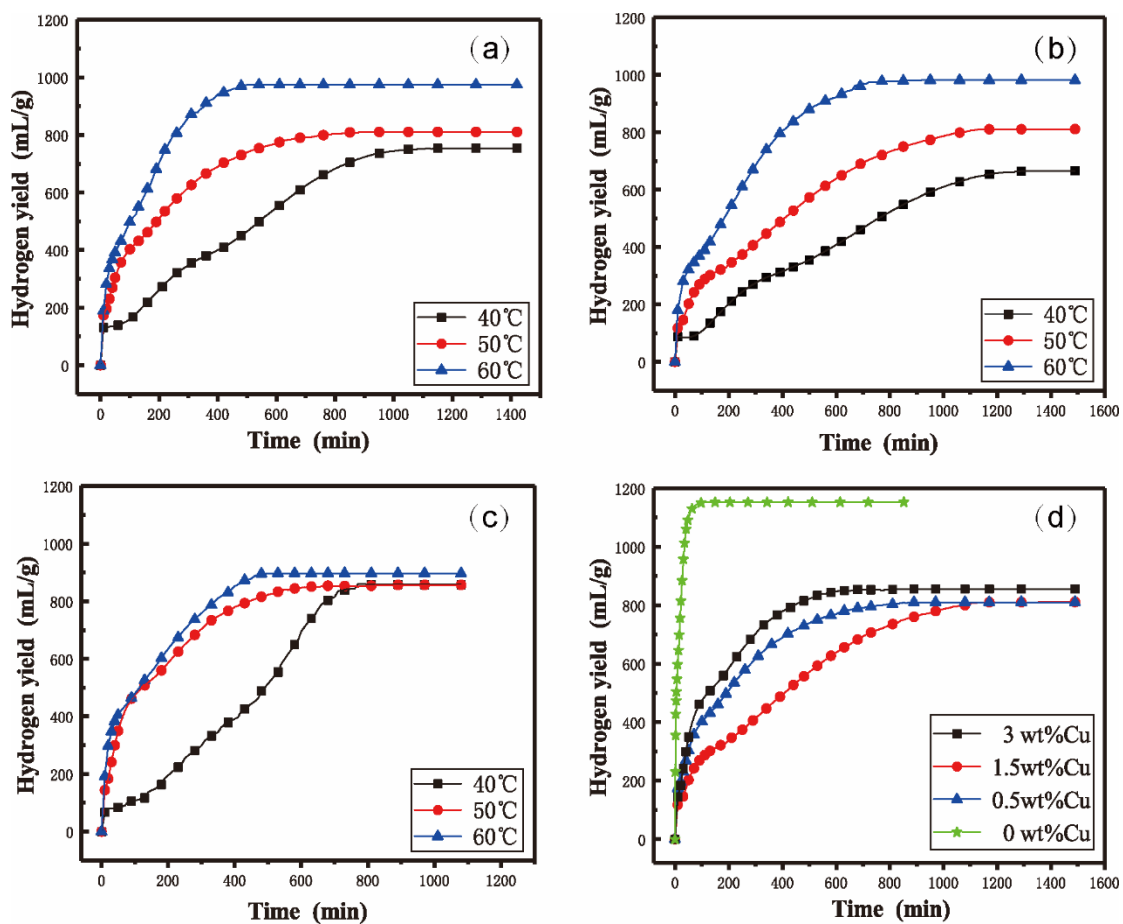 (a)
1200
1000
800
600
400
200
0
Hydrogen yield (mL/g)
40℃
50℃
60℃
0 200 400 600 800 1000 1200 1400
Time (min)
(b)
1200
1000
800
600
400
200
0
Hydrogen yield (mL/g)
40℃
50℃
60℃
0 200 400 600 800 1000 1200 1400 1600
Time (min)
(c)
1200
1000
800
600
400
200
0
Hydrogen yield (mL/g)
40℃
50℃
60℃
0 200 400 600 800 1000 1200
Time (min)
(d)
1200
1000
800
600
400
200
0
Hydrogen yield (mL/g)
3 wt%Cu
1.5wt%Cu
0.5wt%Cu
0 wt%Cu
0 200 400 600 800 1000 1200 1400 1600
Time (min)